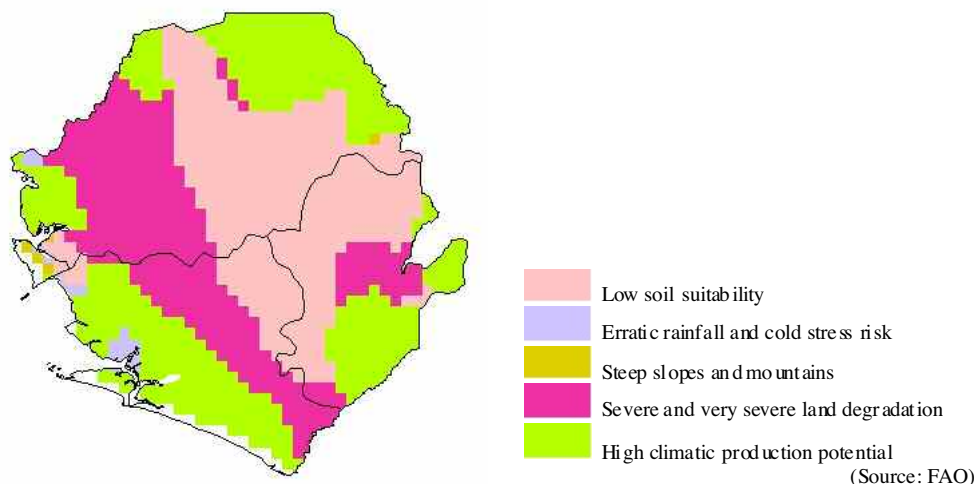 Low soil suitability
Erratic rainfall and cold stress risk
Steep slopes and mountains
Severe and very severe land degradation
High climatic production potential
(Source: FAO)